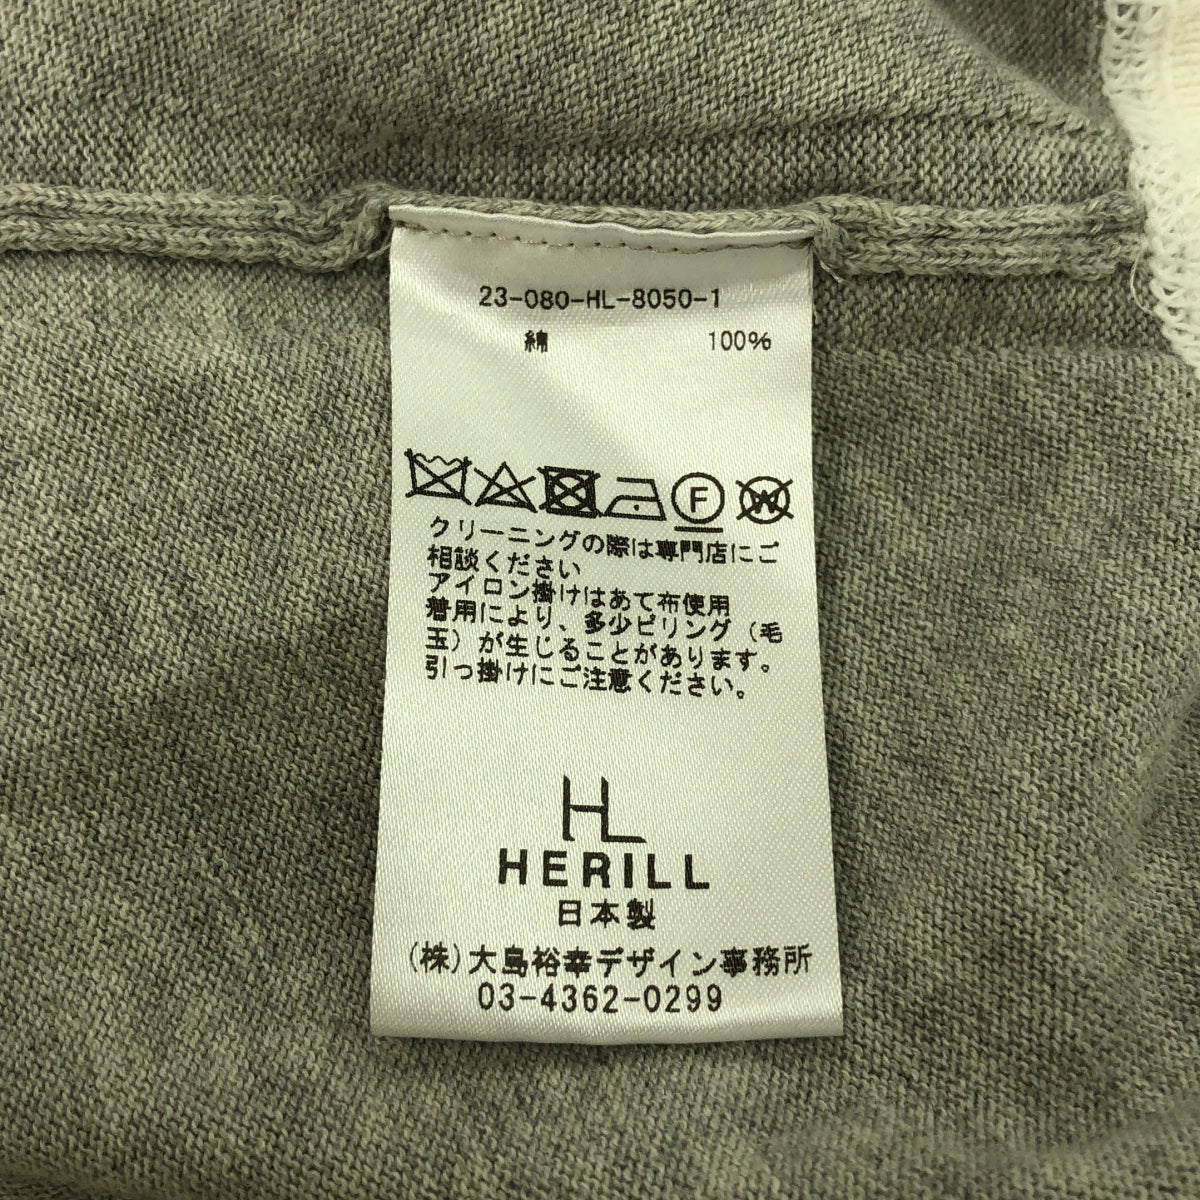 23-080-HL-8050-1
綿 100%
F W
クリーニングの際は専門店にご
相談ください
アイロン掛けはあて布使用
着用により、多少ピリング（毛
玉）が生じることがあります。
引っ掛けにご注意ください。
HL
HERILL
日本製
(株)大島裕幸デザイン事務所
03-4362-0299